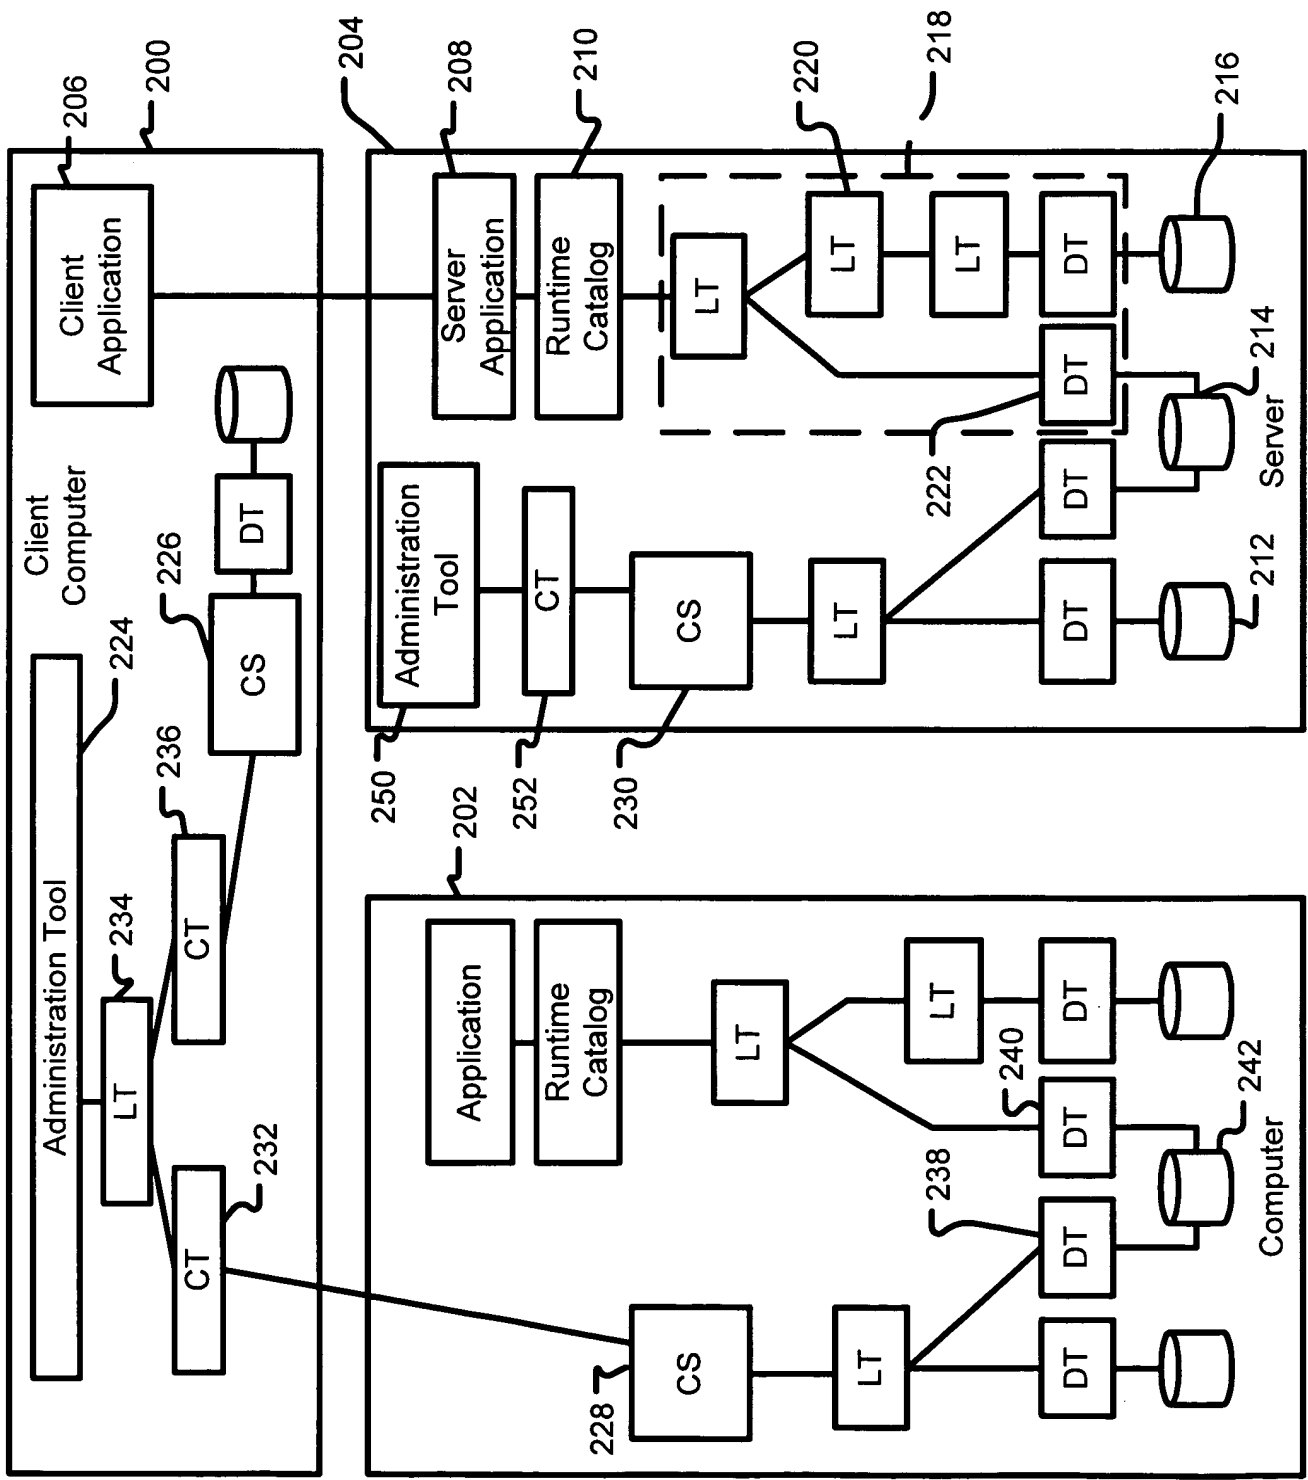 Client
Computer
200
Administration Tool
224
Client
Application
206
LT
234
CT
232
CT
236
CS
226
DT
202
Application
Runtime
Catalog
LT
LT
DT
DT
240
CS
228
LT
DT
DT
238
242
Computer
204
Administration
Tool
250
CT
252
CS
230
LT
DT
DT
212
Server
Application
208
Runtime
Catalog
210
218
LT
LT
220
LT
DT
222
DT
214
216
Server